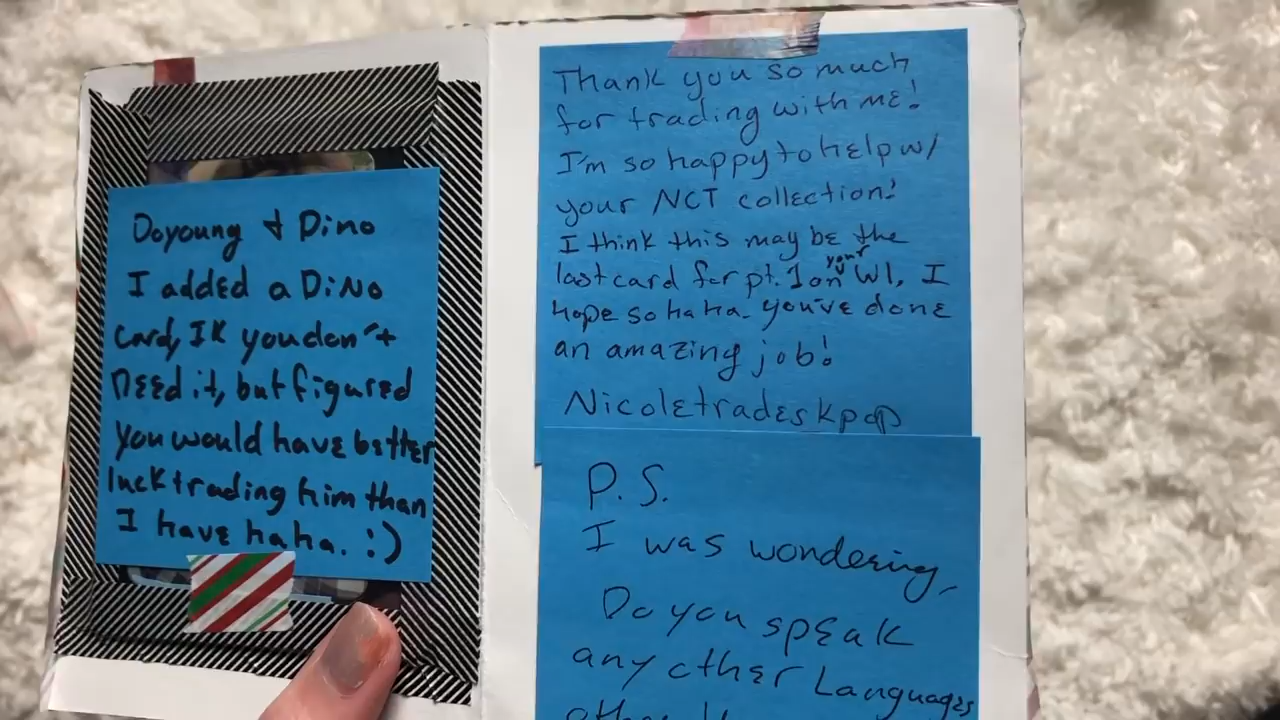 Doyoung & Dino
I added a DiNo
card, IK you don't
need it, but figured
you would have better
luck trading him than
I have haha. :)
Thank you so much
for trading with me!
I'm so happy to help w/
your NCT collection!
I think this may be the
last card for pt. 1 on your Wl, I
hope so haha. you've done
an amazing job!
Nicoletradeskpop
P.S.
I was wondering,
Do you speak
any other Languages
other